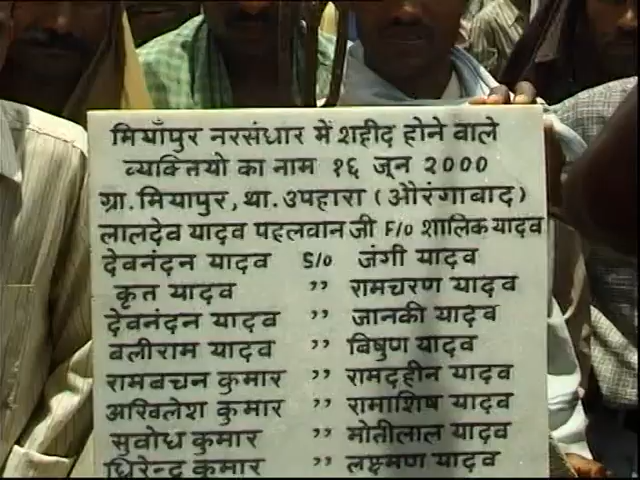 मियाँपुर नरसंधार में शहीद होने वाले
व्यक्तियो का नाम १६ जून २०००
ग्रा. मियापुर, था. उपहारा (औरंगाबाद)
लालदेव यादव पहलवान जी F/o शालिक यादव
देवनंदन यादव S/o जंगी यादव
कृत यादव ,, रामचरण यादव
देवनंदन यादव ,, जानकी यादव
बलीराम यादव ,, बिषुण यादव
रामबचन कुमार ,, रामदहीन यादव
अखिलेश कुमार ,, रामाशिष यादव
सुवोध कुमार ,, मोतीलाल यादव
धिरेन्द्र कुमार ,, लक्ष्मण यादव